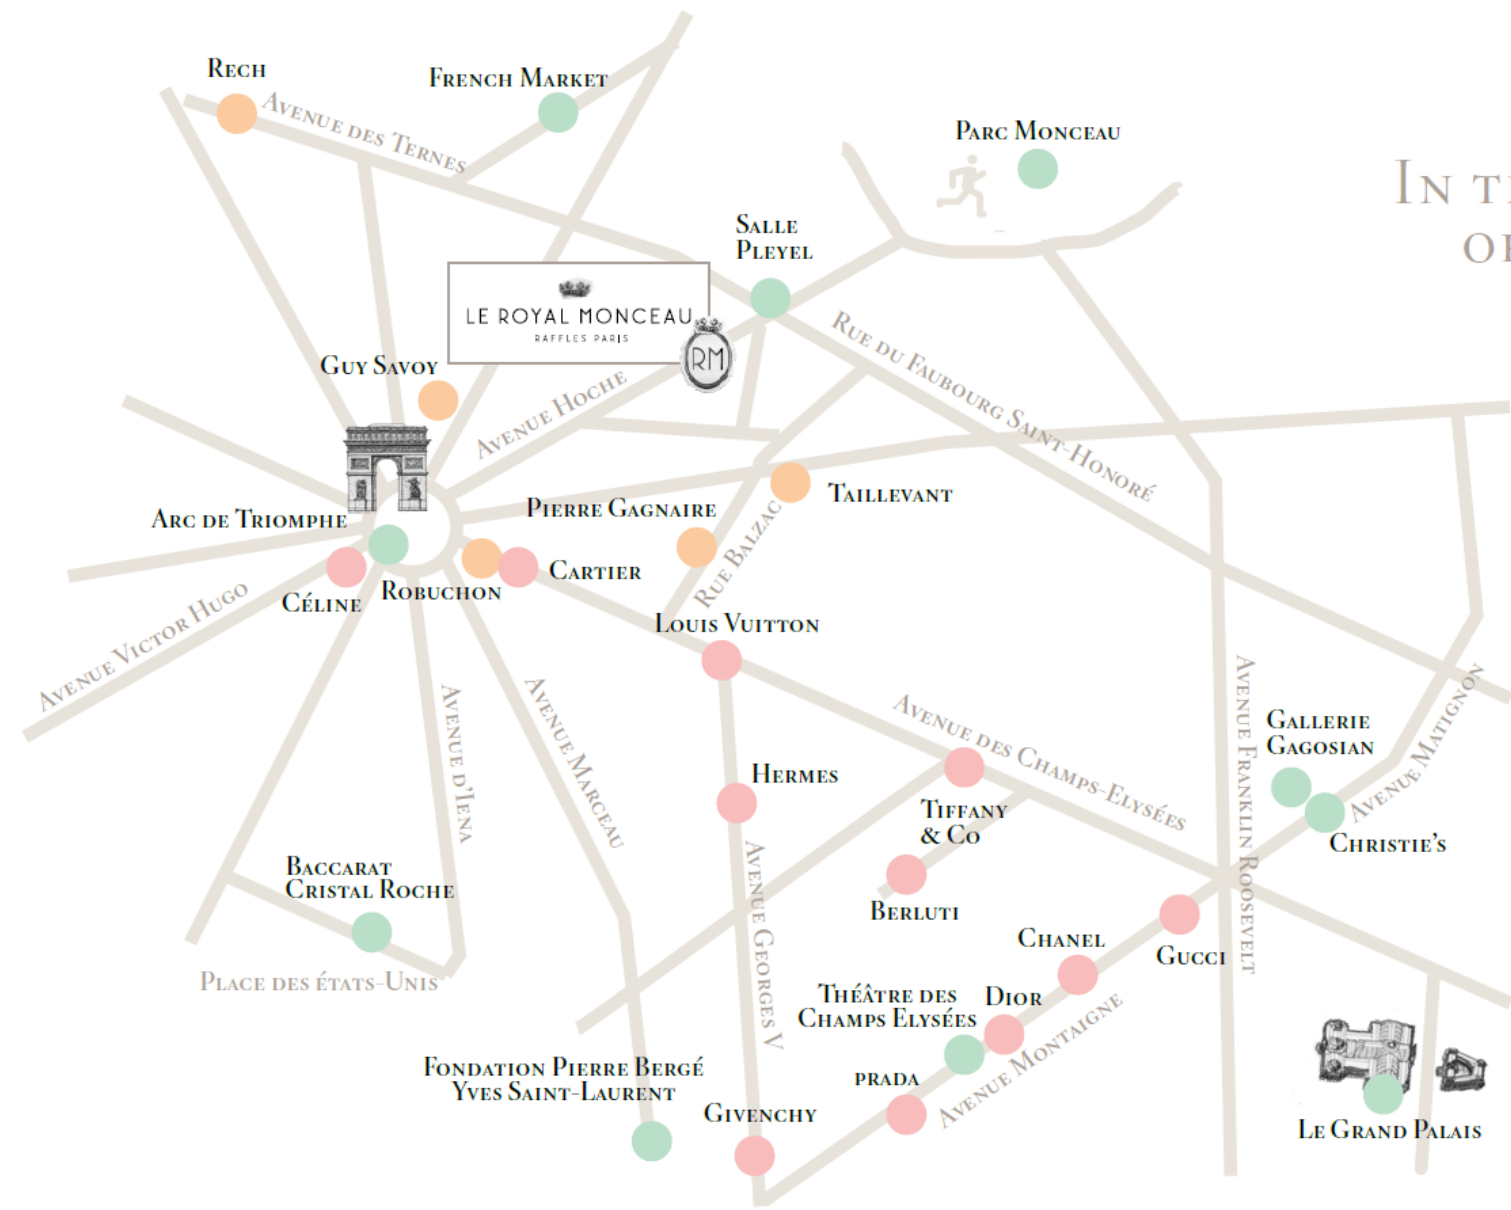 Rech
French Market
Avenue des Ternes
Parc Monceau
In t
o
Salle
Pleyel
LE ROYAL MONCEAU
RAFFLES PARIS
RM
Rue du Faubourg Saint-Honoré
Guy Savoy
Avenue Hoche
Taillevant
Pierre Gagnaire
Arc de Triomphe
Rue Balzac
Cartier
Robuchon
Céline
Avenue Victor Hugo
Louis Vuitton
Avenue d'Iena
Avenue Marceau
Avenue des Champs-Elysées
Avenue Franklin Roosevelt
Gallerie
Gagosian
Avenue Matignon
Hermes
Tiffany
& Co
Christie's
Baccarat
Cristal Roche
Avenue Georges V
Berluti
Chanel
Gucci
Place des états-Unis
Théâtre des
Champs Elysées
Dior
Avenue Montaigne
Fondation Pierre Bergé
Yves Saint-Laurent
prada
Givenchy
Le Grand Palais